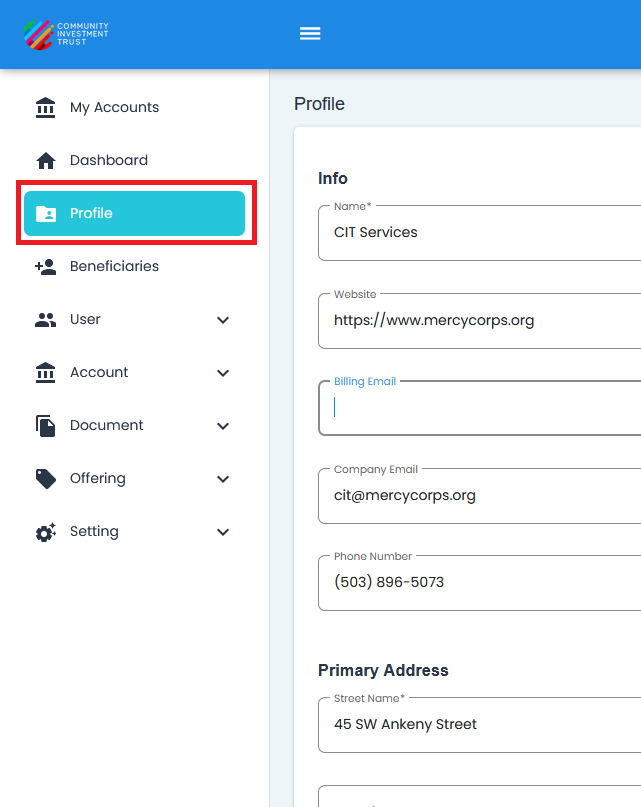 COMMUNITY
INVESTMENT
TRUST
My Accounts
Dashboard
Profile
Beneficiaries
User
Account
Document
Offering
Setting
Profile
Info
Name*
CIT Services
Website
https://www.mercycorps.org
Billing Email
Company Email
cit@mercycorps.org
Phone Number
(503) 896-5073
Primary Address
Street Name*
45 SW Ankeny Street